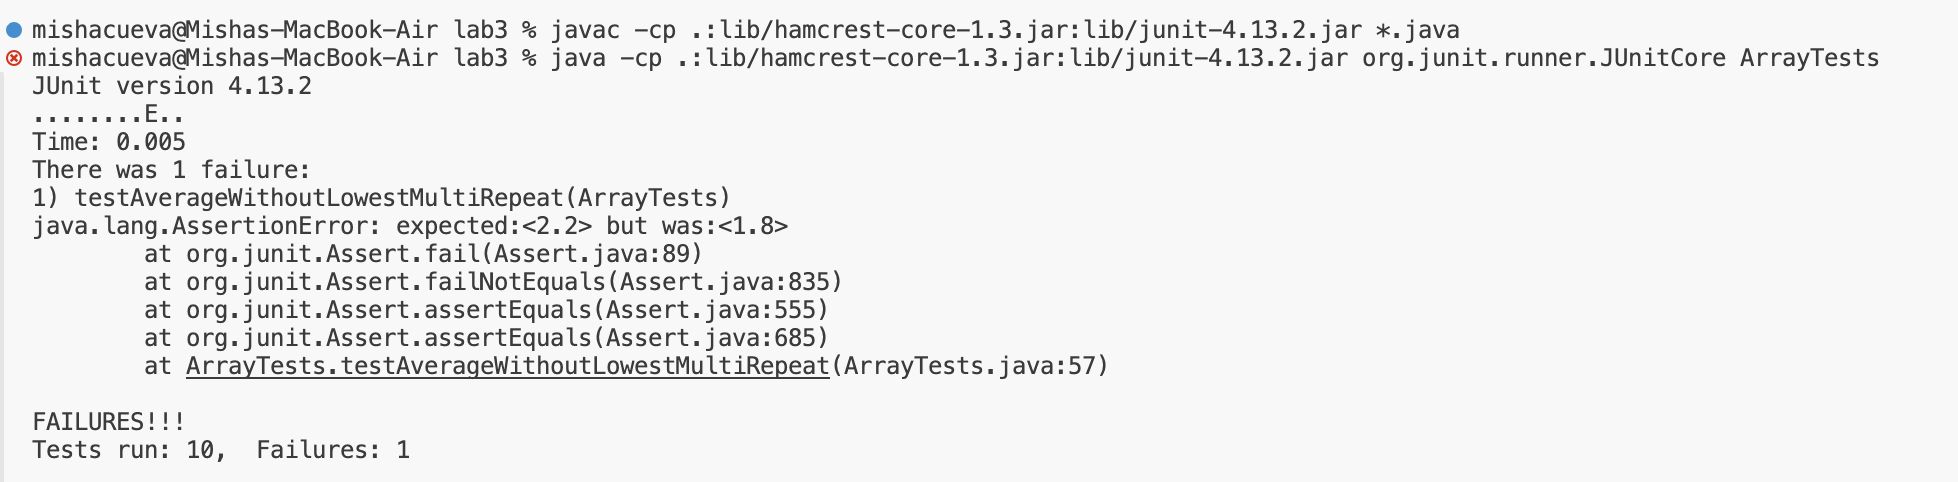 mishacueva@Mishas-MacBook-Air lab3 % javac -cp .:lib/hamcrest-core-1.3.jar:lib/junit-4.13.2.jar *.java
mishacueva@Mishas-MacBook-Air lab3 % java -cp .:lib/hamcrest-core-1.3.jar:lib/junit-4.13.2.jar org.junit.runner.JUnitCore ArrayTests
JUnit version 4.13.2
........E..
Time: 0.005
There was 1 failure:
1) testAverageWithoutLowestMultiRepeat(ArrayTests)
java.lang.AssertionError: expected:<2.2> but was:<1.8>
        at org.junit.Assert.fail(Assert.java:89)
        at org.junit.Assert.failNotEquals(Assert.java:835)
        at org.junit.Assert.assertEquals(Assert.java:555)
        at org.junit.Assert.assertEquals(Assert.java:685)
        at ArrayTests.testAverageWithoutLowestMultiRepeat(ArrayTests.java:57)
FAILURES!!!
Tests run: 10,  Failures: 1